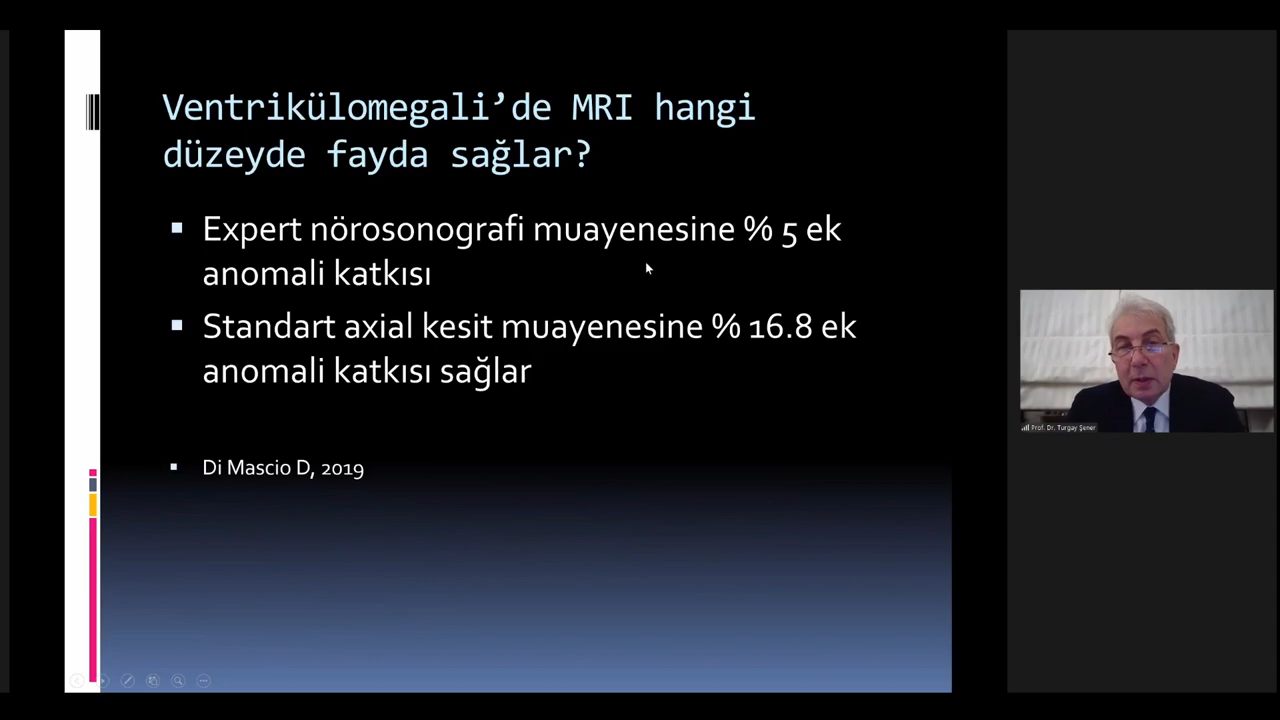 Ventrikülomegali’de MRI hangi
düzeyde fayda sağlar?
Expert nörosonografi muayenesine % 5 ek
anomali katkısı
Standart axial kesit muayenesine % 16.8 ek
anomali katkısı sağlar
Di Mascio D, 2019
Prof. Dr. Turgay Şener